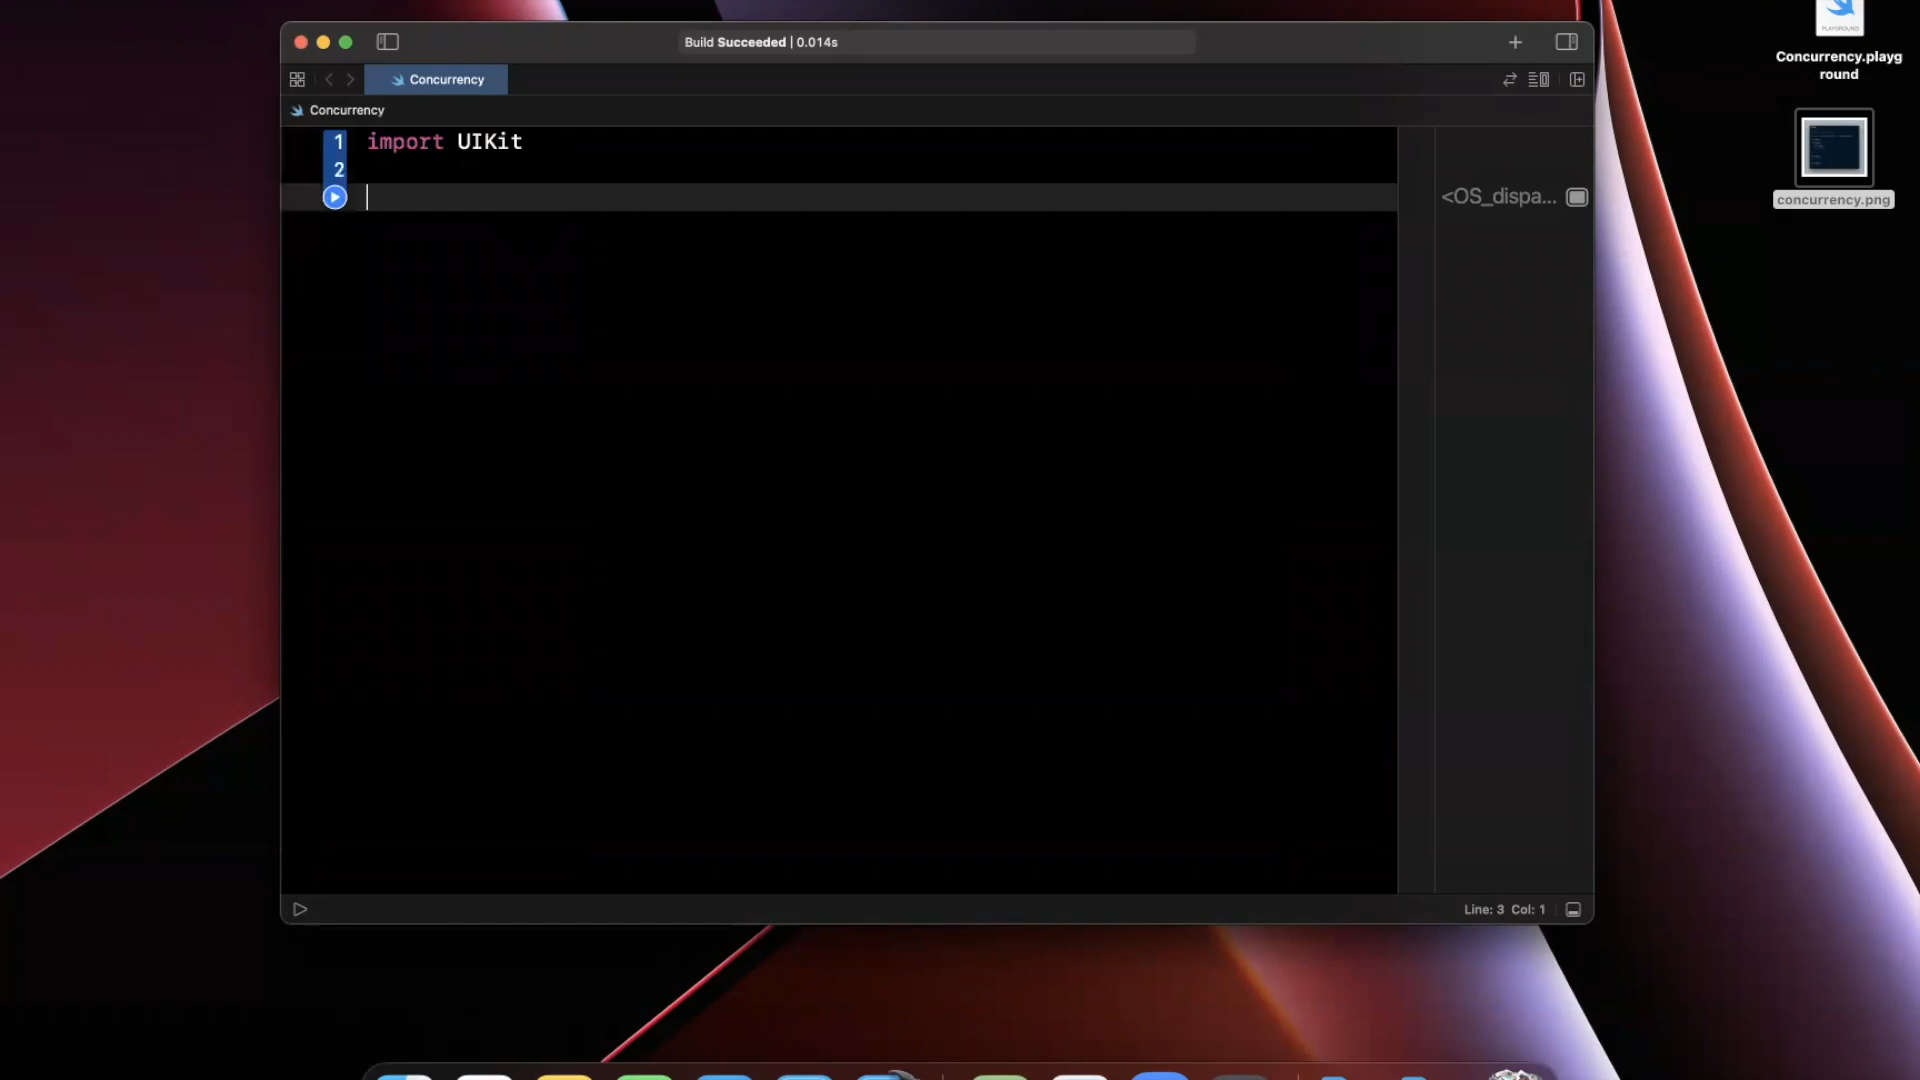 Build Succeeded | 0.014s
Concurrency
Concurrency
1 import UIKit
2
<OS_dispa...
Line: 3 Col: 1
PLAYGROUND
Concurrency.playg
round
concurrency.png